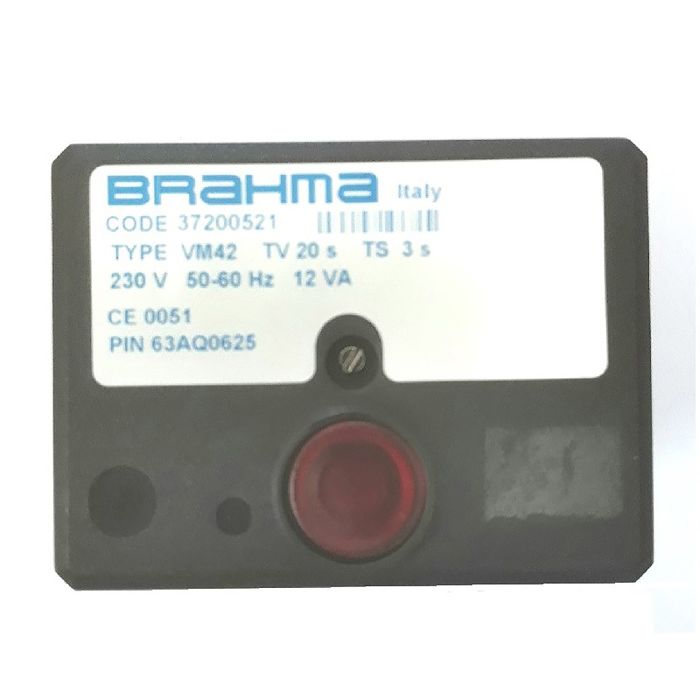 BRAHMA Italy
CODE 37200521
TYPE VM42 TV 20 s TS 3 s
230 V 50-60 Hz 12 VA
CE 0051
PIN 63AQ0625